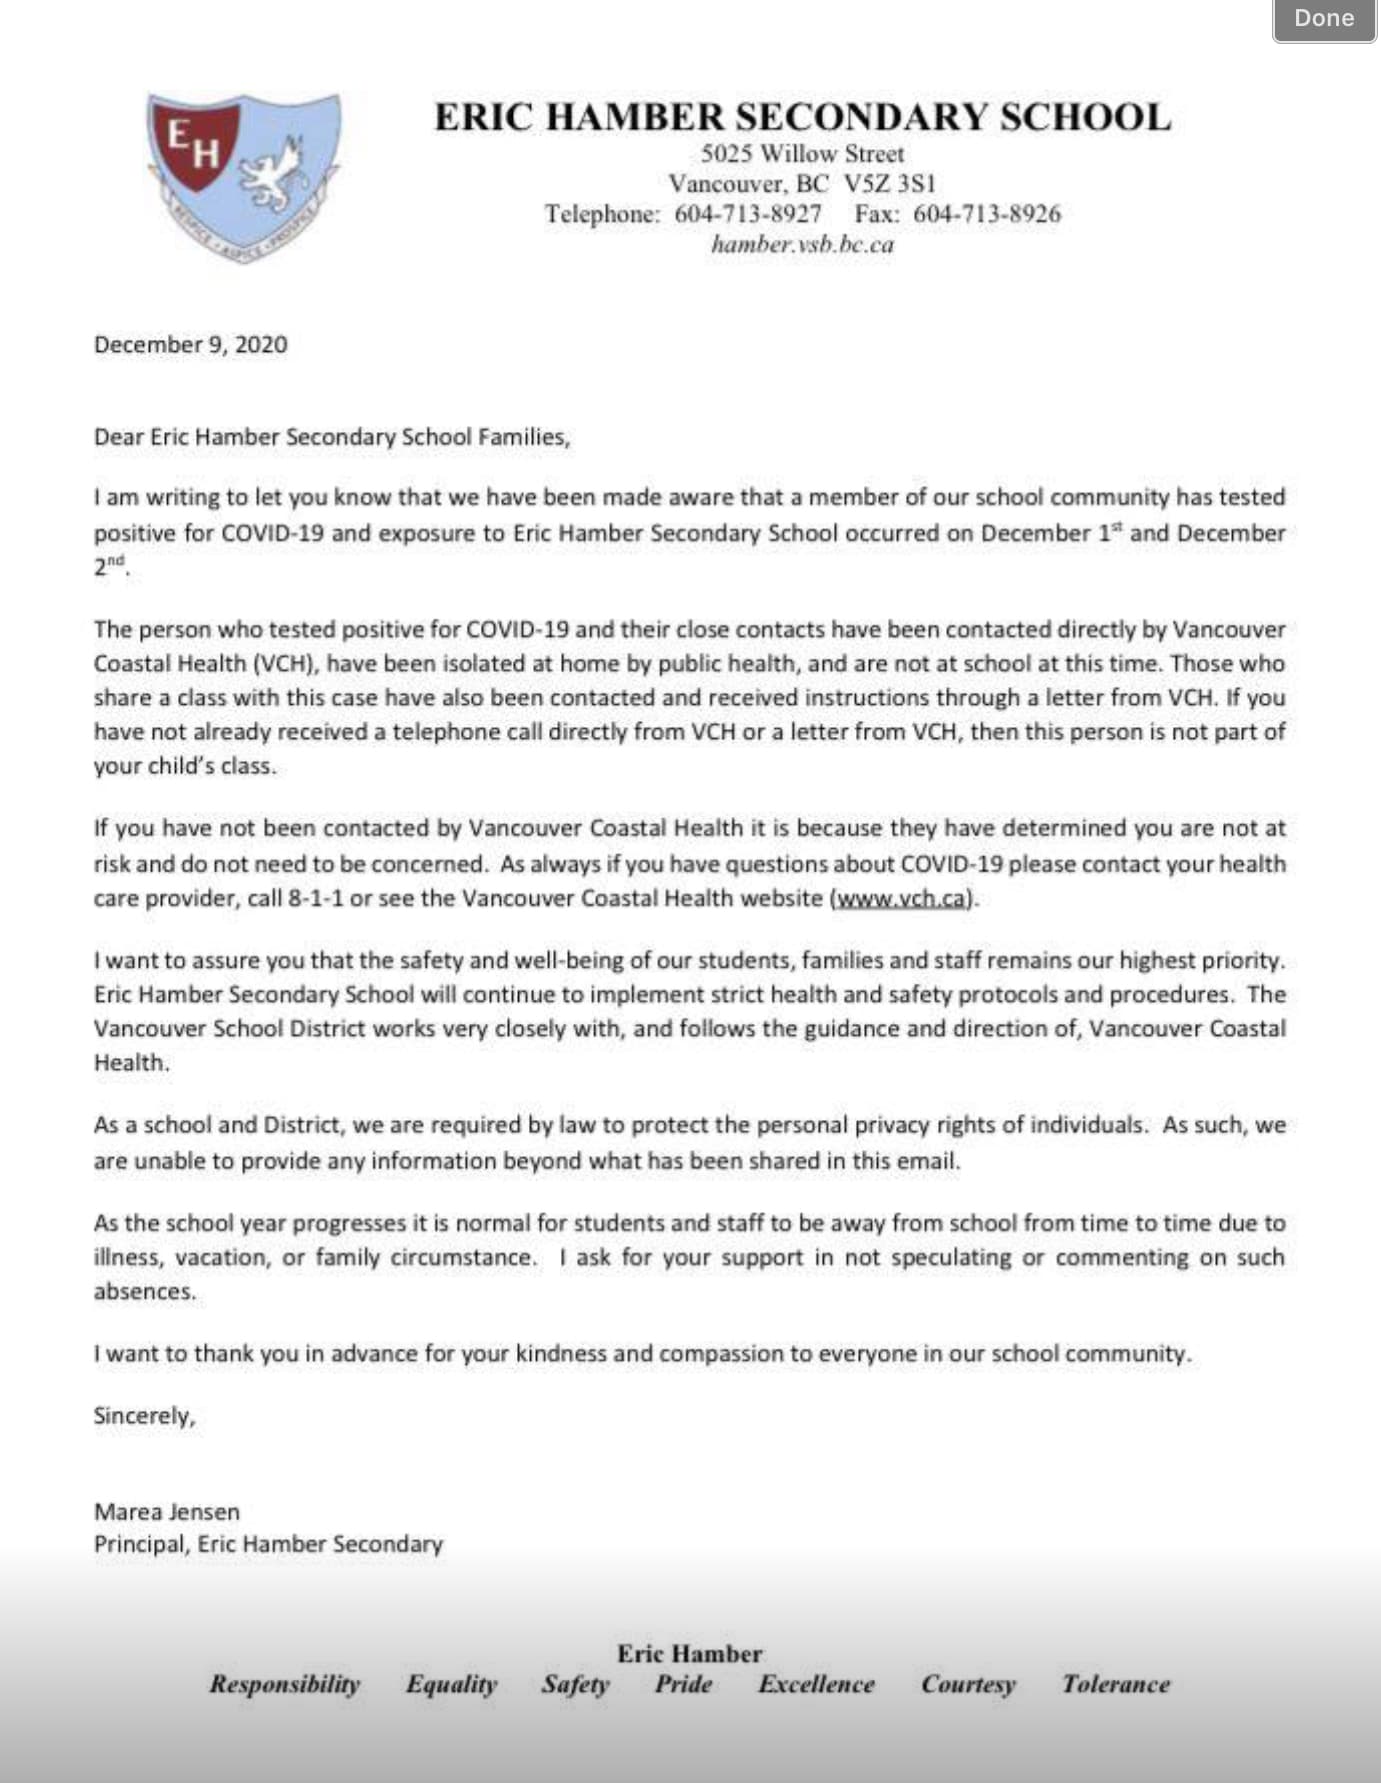 Done
EH
RESPICE · ASPICE · PROSPICE
ERIC HAMBER SECONDARY SCHOOL
5025 Willow Street
Vancouver, BC V5Z 3S1
Telephone: 604-713-8927 Fax: 604-713-8926
hamber.vsb.bc.ca
December 9, 2020
Dear Eric Hamber Secondary School Families,
I am writing to let you know that we have been made aware that a member of our school community has tested
positive for COVID-19 and exposure to Eric Hamber Secondary School occurred on December 1st and December
2nd.
The person who tested positive for COVID-19 and their close contacts have been contacted directly by Vancouver
Coastal Health (VCH), have been isolated at home by public health, and are not at school at this time. Those who
share a class with this case have also been contacted and received instructions through a letter from VCH. If you
have not already received a telephone call directly from VCH or a letter from VCH, then this person is not part of
your child's class.
If you have not been contacted by Vancouver Coastal Health it is because they have determined you are not at
risk and do not need to be concerned. As always if you have questions about COVID-19 please contact your health
care provider, call 8-1-1 or see the Vancouver Coastal Health website (www.vch.ca).
I want to assure you that the safety and well-being of our students, families and staff remains our highest priority.
Eric Hamber Secondary School will continue to implement strict health and safety protocols and procedures. The
Vancouver School District works very closely with, and follows the guidance and direction of, Vancouver Coastal
Health.
As a school and District, we are required by law to protect the personal privacy rights of individuals. As such, we
are unable to provide any information beyond what has been shared in this email.
As the school year progresses it is normal for students and staff to be away from school from time to time due to
illness, vacation, or family circumstance. I ask for your support in not speculating or commenting on such
absences.
I want to thank you in advance for your kindness and compassion to everyone in our school community.
Sincerely,
Marea Jensen
Principal, Eric Hamber Secondary
Eric Hamber
Responsibility Equality Safety Pride Excellence Courtesy Tolerance